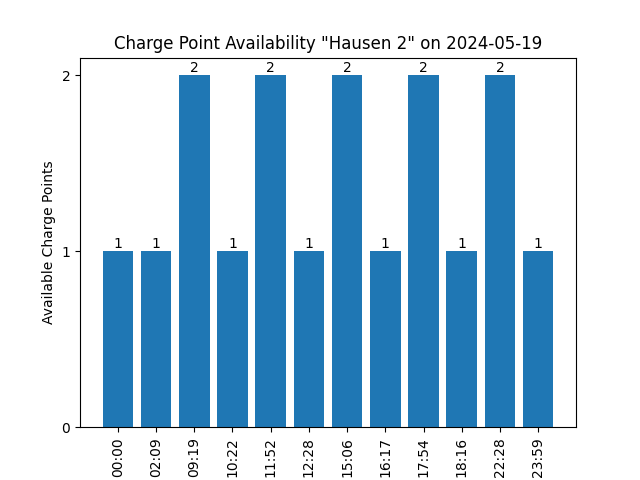 Charge Point Availability "Hausen 2" on 2024-05-19
Available Charge Points
2
1
0
1 1 2 1 2 1 2 1 2 1 2 1
00:00 02:09 09:19 10:22 11:52 12:28 15:06 16:17 17:54 18:16 22:28 23:59